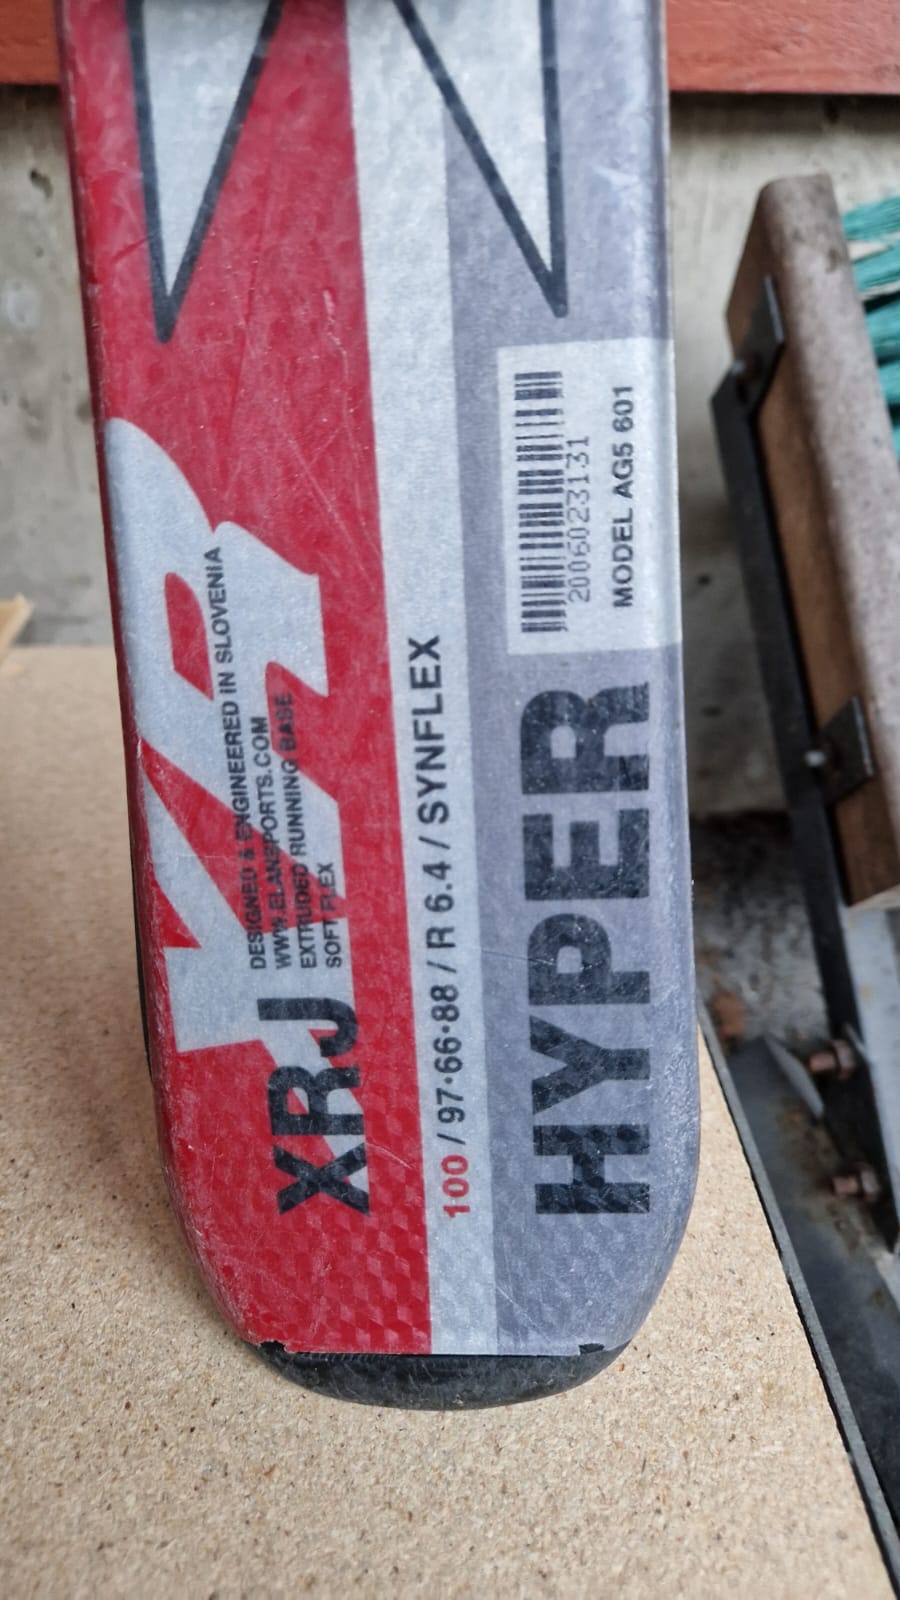 DESIGNED & ENGINEERED IN SLOVENIA
WWW.ELANSPORTS.COM
EXTRUDED RUNNING BASE
SOFT FLEX
XRJ
100 / 97·66·88 / R 6.4 / SYNFLEX
HYPER
2006023131
MODEL AG5 601